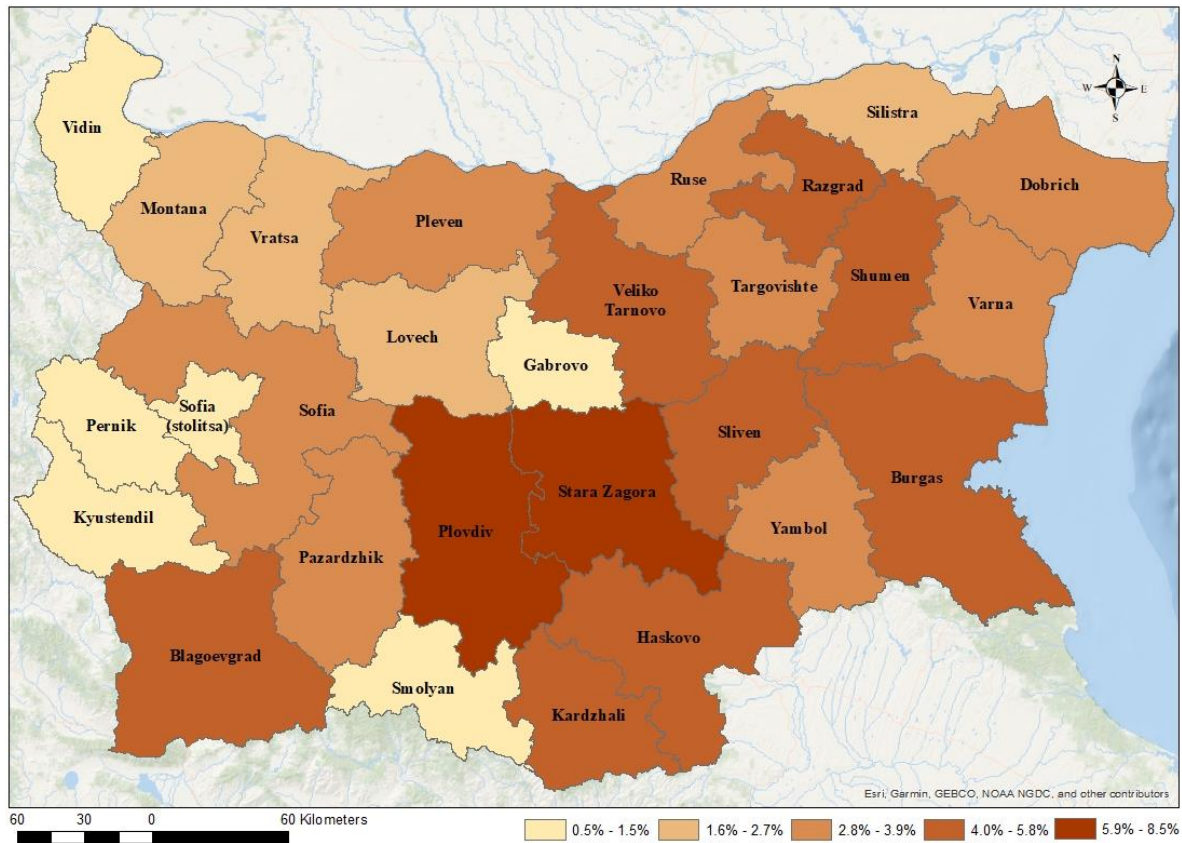 N
W E
S
Vidin
Silistra
Ruse
Razgrad
Dobrich
Montana
Pleven
Vratsa
Shumen
Targovishte
Veliko
Tarnovo
Varna
Lovech
Gabrovo
Sofia
(stolitsa)
Sofia
Pernik
Sliven
Burgas
Stara Zagora
Kyustendil
Plovdiv
Yambol
Pazardzhik
Haskovo
Blagoevgrad
Smolyan
Kardzhali
Esri, Garmin, GEBCO, NOAA NGDC, and other contributors
60 30 0 60 Kilometers
0.5% - 1.5% 1.6% - 2.7% 2.8% - 3.9% 4.0% - 5.8% 5.9% - 8.5%